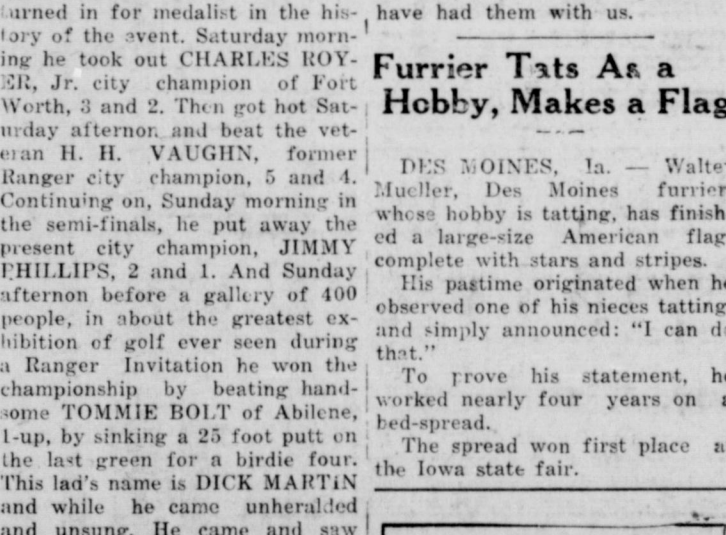 in for medalist in the his-
of the event. Saturday morn-
ing he took out CHARLES ROY-
ER, Jr. city champion of Fort
Worth, 3 and 2. Then got hot Sat-
urday afternon and beat the vet-
eran H. H. VAUGHN, former
Ranger city champion, 5 and 4.
Continuing on, Sunday morning in
the semi-finals, he put away the
present city champion, JIMMY
PHILLIPS, 2 and 1. And Sunday
afternon before a gallery of 400
people, in about the greatest ex-
hibition of golf ever seen during
a Ranger Invitation he won the
championship by beating hand-
some TOMMIE BOLT of Abilene,
1-up, by sinking a 25 foot putt on
the last green for a birdie four.
This lad's name is DICK MARTIN
and while he came unheralded
and unsung. He came and saw
have had them with us.
Furrier Tats As a
Hobby, Makes a Flag
DES MOINES, Ia. — Walte
Mueller, Des Moines furrier
whose hobby is tatting, has finish
ed a large-size American flag
complete with stars and stripes.
His pastime originated when h
observed one of his nieces tatting
and simply announced: "I can d
that."
To prove his statement, h
worked nearly four years on a
bed-spread.
The spread won first place a
the Iowa state fair.